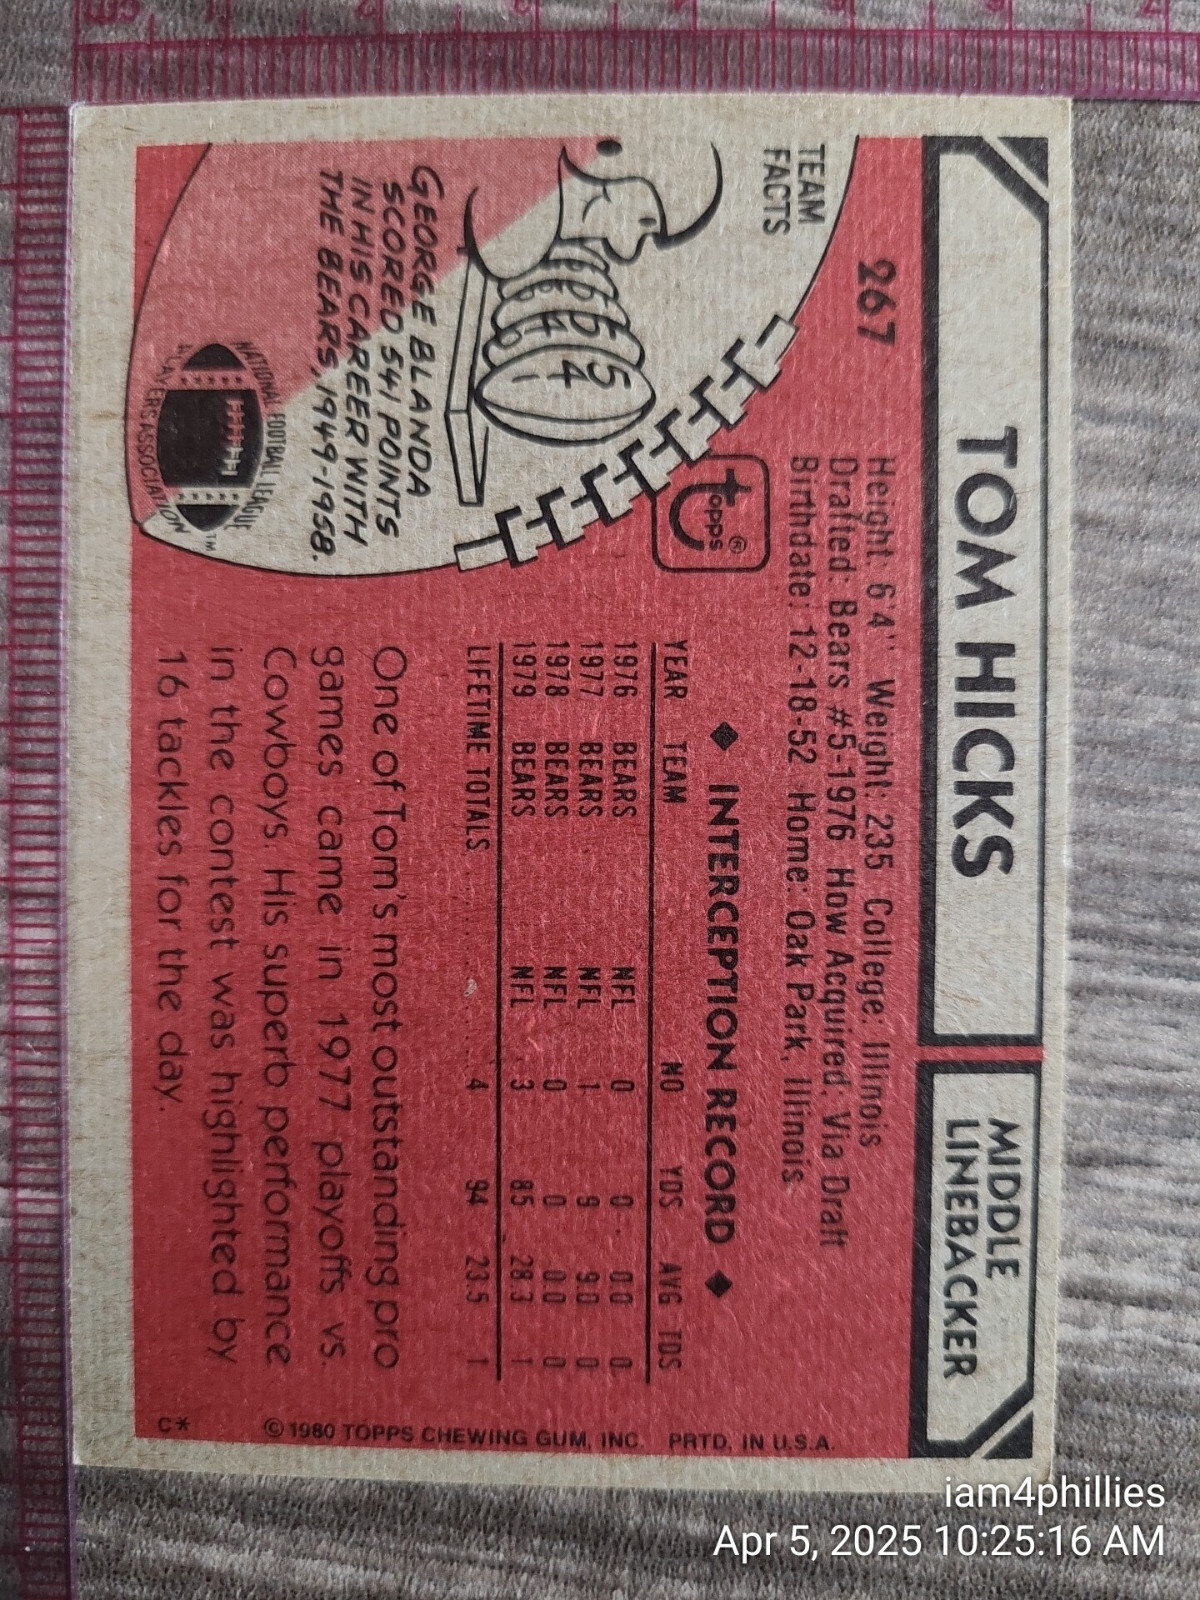 TOM HICKS
MIDDLE
LINEBACKER
267
Height: 6'4" Weight: 235 College: Illinois
Drafted: Bears #5-1976 How Acquired: Via Draft
Birthdate: 12-18-52 Home: Oak Park, Illinois
topps®
◆ INTERCEPTION RECORD ◆
YEAR TEAM NO YDS AVG TDS
1976 BEARS NFL 0 0 0.0 0
1977 BEARS NFL 1 9 9.0 0
1978 BEARS NFL 0 0 0.0 0
1979 BEARS NFL 3 85 28.3 1
LIFETIME TOTALS 4 94 23.5 1
One of Tom's most outstanding pro
games came in 1977 playoffs vs.
Cowboys. His superb performance
in the contest was highlighted by
16 tackles for the day.
TEAM
FACTS
541
GEORGE BLANDA
SCORED 541 POINTS
IN HIS CAREER WITH
THE BEARS, 1949-1958.
NATIONAL FOOTBALL LEAGUE
PLAYERS ASSOCIATION
TM
© 1980 TOPPS CHEWING GUM, INC. PRTD. IN U.S.A.
C*
iam4phillies
Apr 5, 2025 10:25:16 AM